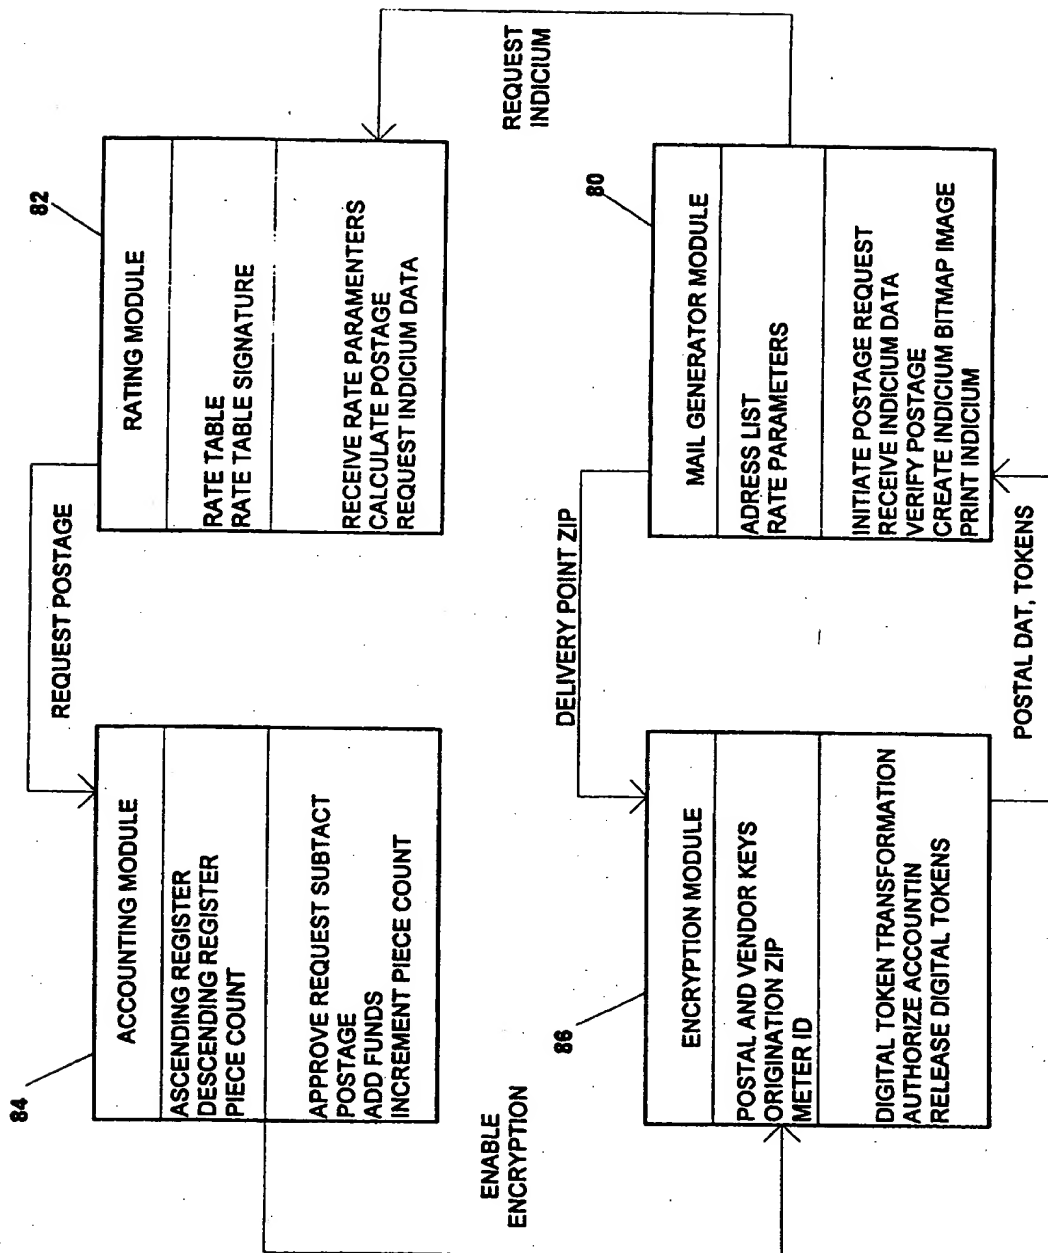 84
ACCOUNTING MODULE
ASCENDING REGISTER
DESCENDING REGISTER
PIECE COUNT
APPROVE REQUEST SUBTACT
POSTAGE
ADD FUNDS
INCREMENT PIECE COUNT
REQUEST POSTAGE
82
RATING MODULE
RATE TABLE
RATE TABLE SIGNATURE
RECEIVE RATE PARAMENTERS
CALCULATE POSTAGE
REQUEST INDICIUM DATA
ENABLE
ENCRYPTION
REQUEST
INDICIUM
86
ENCRYPTION MODULE
POSTAL AND VENDOR KEYS
ORIGINATION ZIP
METER ID
DIGITAL TOKEN TRANSFORMATION
AUTHORIZE ACCOUNTIN
RELEASE DIGITAL TOKENS
DELIVERY POINT ZIP
80
MAIL GENERATOR MODULE
ADRESS LIST
RATE PARAMETERS
INITIATE POSTAGE REQUEST
RECEIVE INDICIUM DATA
VERIFY POSTAGE
CREATE INDICIUM BITMAP IMAGE
PRINT INDICIUM
POSTAL DAT, TOKENS